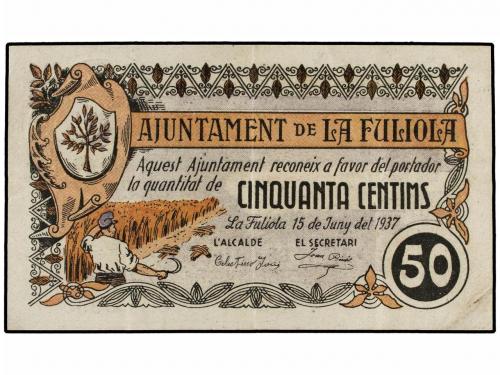 AJUNTAMENT DE LA FULIOLA
Aquest Ajuntament reconeix a favor del portador
la quantitat de CINQUANTA CENTIMS
La Fuliola 15 de Juny del 1937
L'ALCALDE EL SECRETARI
50